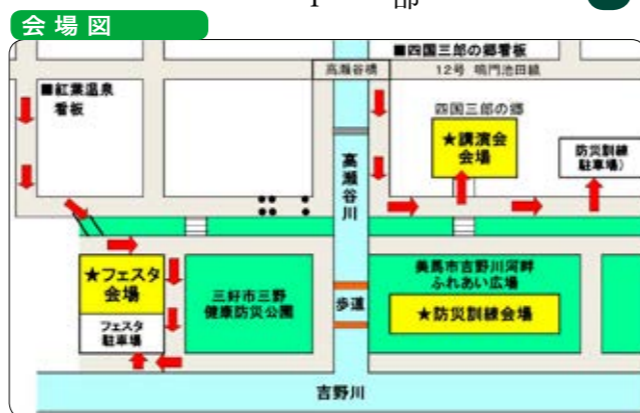 部
会場図
■四国三郎の郷看板
高瀬谷橋
12号 鳴門池田線
■紅葉温泉
看板
四国三郎の郷
★講演会
会場
防災訓練
駐車場)
高瀬谷川
★フェスタ
会場
フェスタ
駐車場
三好市三野
健康防災公園
歩道
美馬市吉野川河畔
ふれあい広場
★防災訓練会場
吉野川